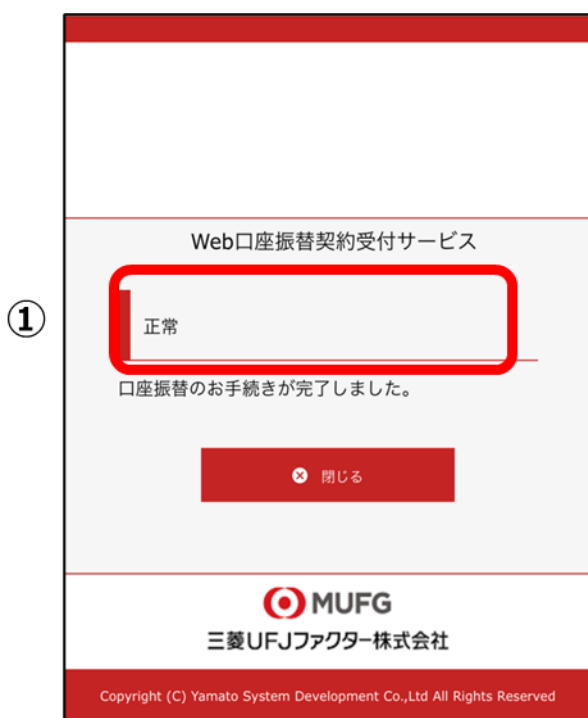 Web口座振替契約受付サービス
①
正常
口座振替のお手続きが完了しました。
閉じる
MUFG
三菱UFJファクター株式会社
Copyright (C) Yamato System Development Co.,Ltd All Rights Reserved